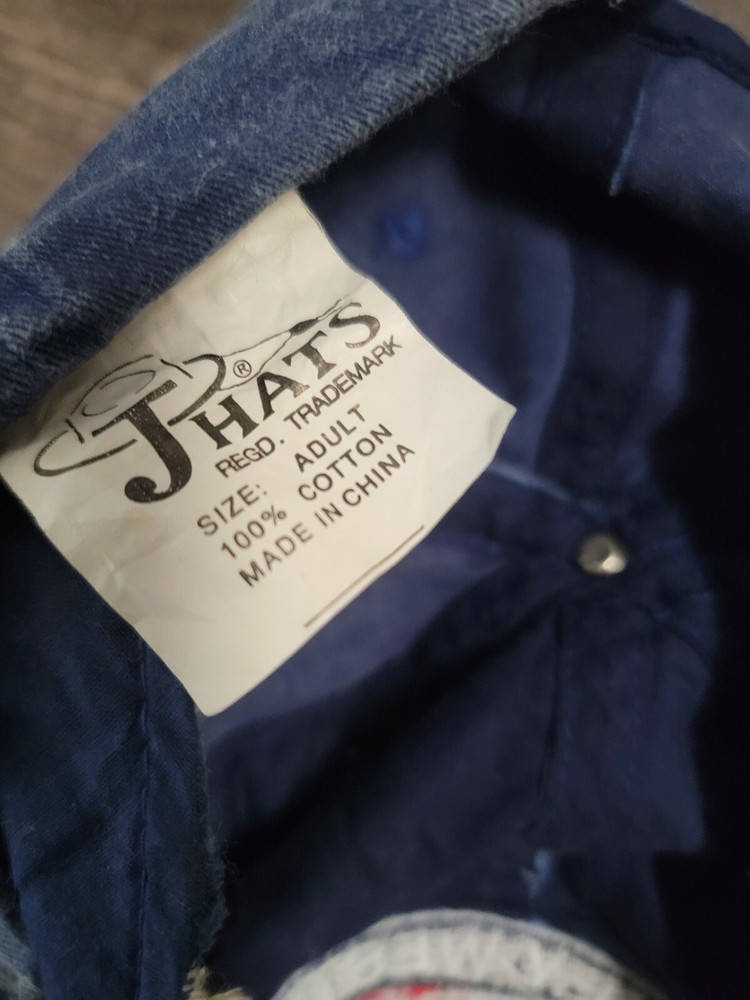 J HATS ®
REGD. TRADEMARK
SIZE: ADULT
100% COTTON
MADE IN CHINA